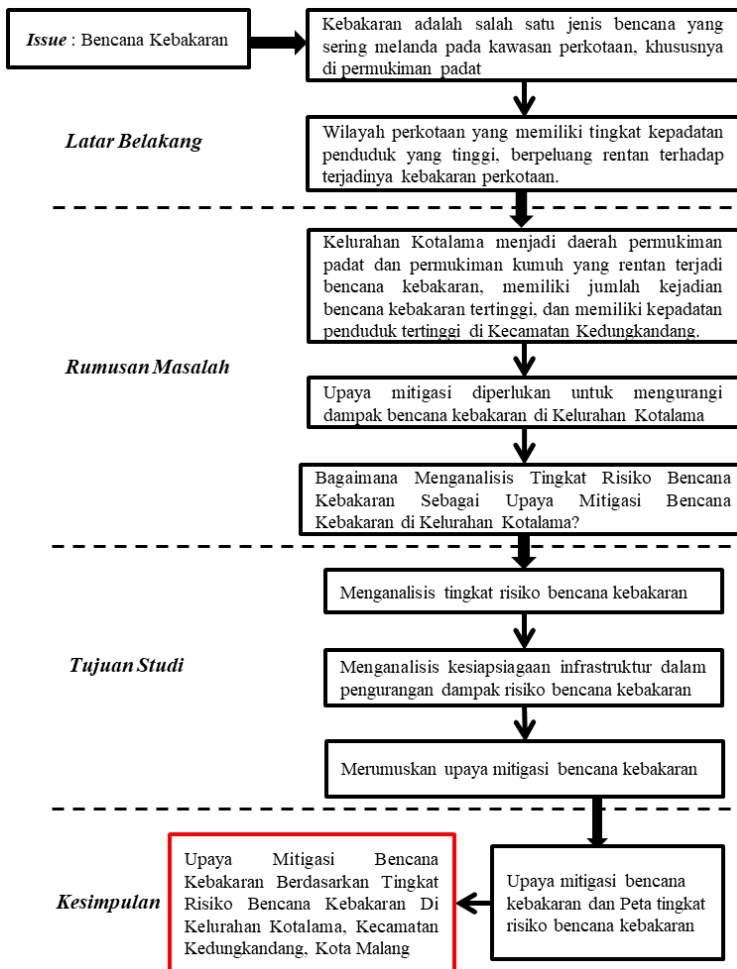 Issue : Bencana Kebakaran
Kebakaran adalah salah satu jenis bencana yang
sering melanda pada kawasan perkotaan, khususnya
di permukiman padat
Latar Belakang
Wilayah perkotaan yang memiliki tingkat kepadatan
penduduk yang tinggi, berpeluang rentan terhadap
terjadinya kebakaran perkotaan.
Kelurahan Kotalama menjadi daerah permukiman
padat dan permukiman kumuh yang rentan terjadi
bencana kebakaran, memiliki jumlah kejadian
bencana kebakaran tertinggi, dan memiliki kepadatan
penduduk tertinggi di Kecamatan Kedungkandang.
Rumusan Masalah
Upaya mitigasi diperlukan untuk mengurangi
dampak bencana kebakaran di Kelurahan Kotalama
Bagaimana Menganalisis Tingkat Risiko Bencana
Kebakaran Sebagai Upaya Mitigasi Bencana
Kebakaran di Kelurahan Kotalama?
Menganalisis tingkat risiko bencana kebakaran
Tujuan Studi
Menganalisis kesiapsiagaan infrastruktur dalam
pengurangan dampak risiko bencana kebakaran
Merumuskan upaya mitigasi bencana kebakaran
Kesimpulan
Upaya Mitigasi Bencana
Kebakaran Berdasarkan Tingkat
Risiko Bencana Kebakaran Di
Kelurahan Kotalama, Kecamatan
Kedungkandang, Kota Malang
Upaya mitigasi bencana
kebakaran dan Peta tingkat
risiko bencana kebakaran